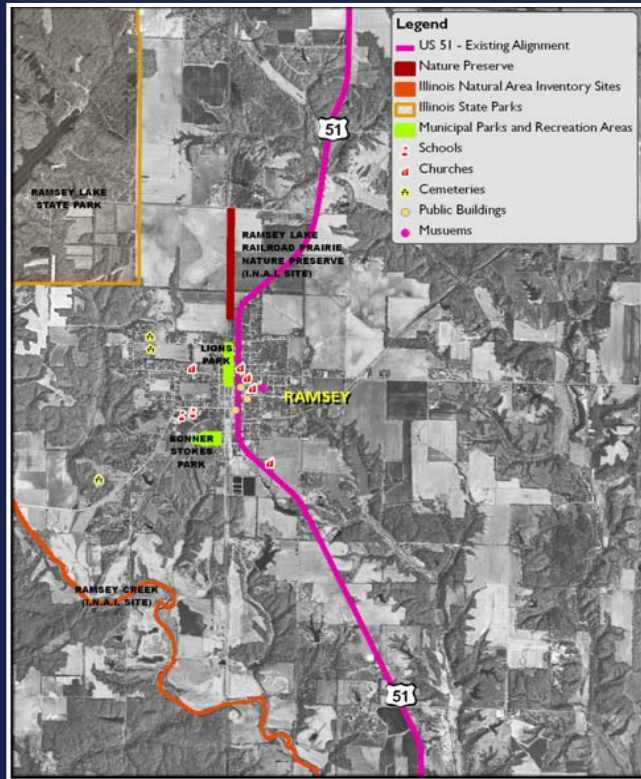 Legend
US 51 - Existing Alignment
Nature Preserve
Illinois Natural Area Inventory Sites
Illinois State Parks
Municipal Parks and Recreation Areas
Schools
Churches
Cemeteries
Public Buildings
Musuems
51
RAMSEY LAKE
STATE PARK
RAMSEY LAKE
RAILROAD PRAIRIE
NATURE PRESERVE
(I.N.A.I. SITE)
LIONS
PARK
RAMSEY
BONNER
STOKES
PARK
RAMSEY CREEK
(I.N.A.I. SITE)
51